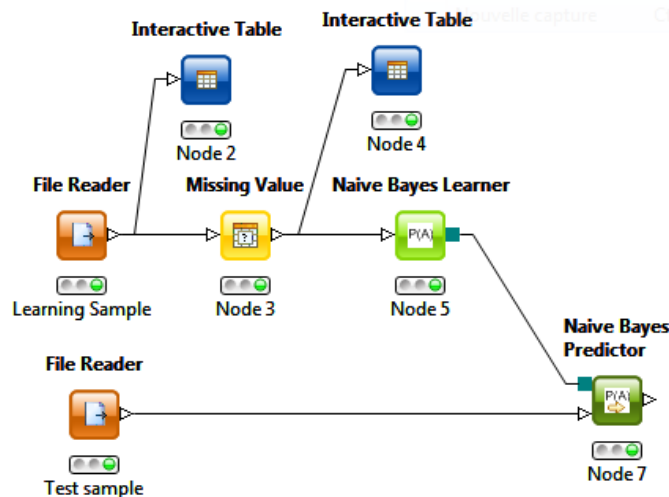 Nouvelle capture
Interactive Table
Interactive Table
Node 2
Node 4
File Reader
Missing Value
Naive Bayes Learner
?
P(A)
Learning Sample
Node 3
Node 5
Naive Bayes
Predictor
File Reader
P(A)
Test sample
Node 7